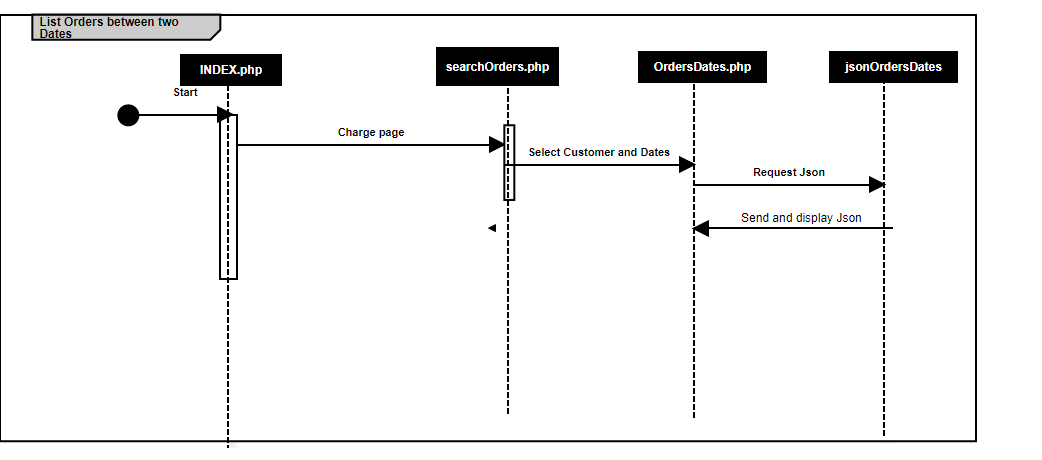 List Orders between two
Dates
INDEX.php
searchOrders.php
OrdersDates.php
jsonOrdersDates
Start
Charge page
Select Customer and Dates
Request Json
Send and display Json